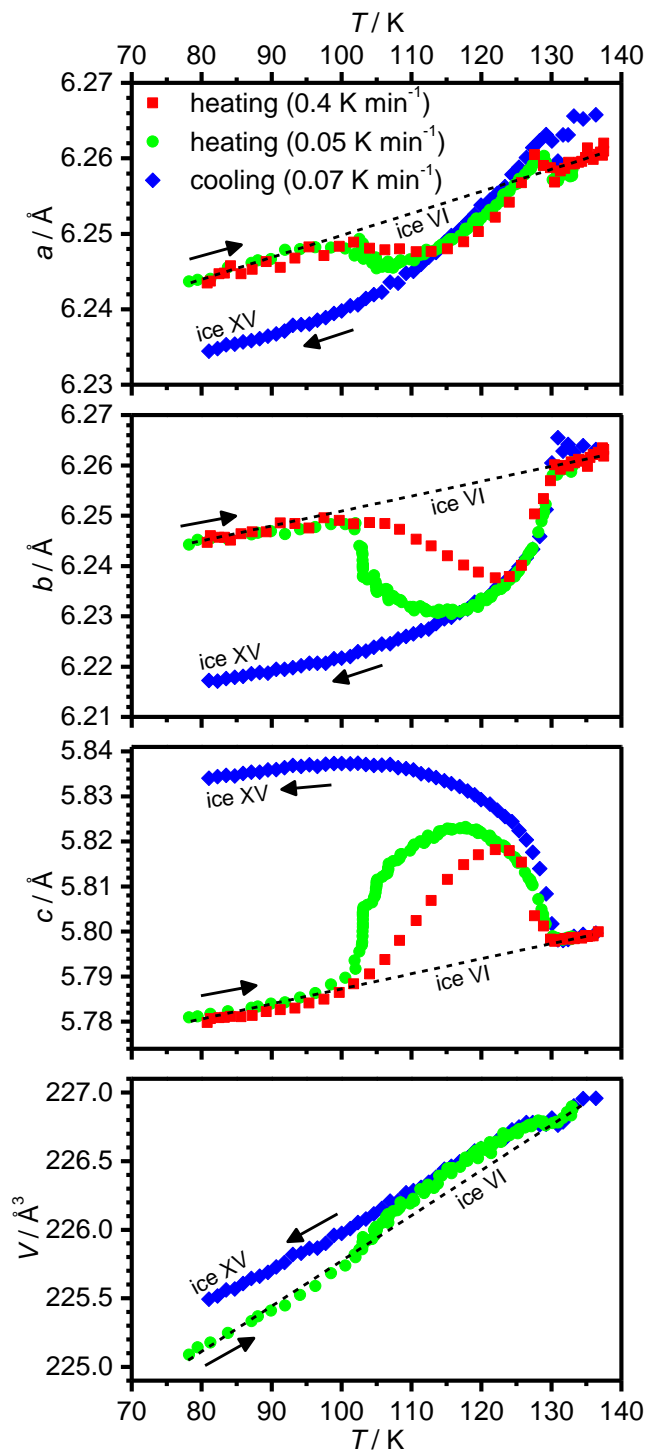 T / K
70 80 90 100 110 120 130 140
6.27
heating (0.4 K min⁻¹)
6.26
heating (0.05 K min⁻¹)
cooling (0.07 K min⁻¹)
a / Å
ice VI
6.25
6.24
ice XV
6.23
6.27
6.26
ice VI
6.25
b / Å
6.24
6.23
ice XV
6.22
6.21
5.84
ice XV
5.83
5.82
c / Å
5.81
5.80
ice VI
5.79
5.78
227.0
226.5
ice VI
V / Å³
226.0
ice XV
225.5
225.0
70 80 90 100 110 120 130 140
T / K